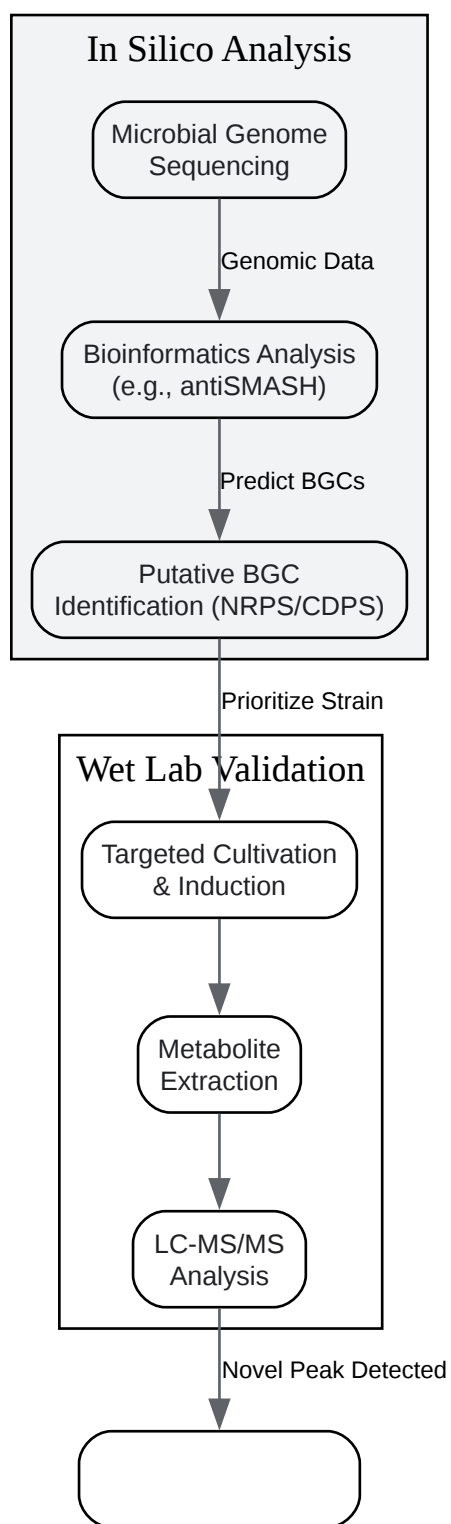 In Silico Analysis
Microbial Genome
Sequencing
Genomic Data
Bioinformatics Analysis
(e.g., antiSMASH)
Predict BGCs
Putative BGC
Identification (NRPS/CDPS)
Prioritize Strain
Wet Lab Validation
Targeted Cultivation
& Induction
Metabolite
Extraction
LC-MS/MS
Analysis
Novel Peak Detected